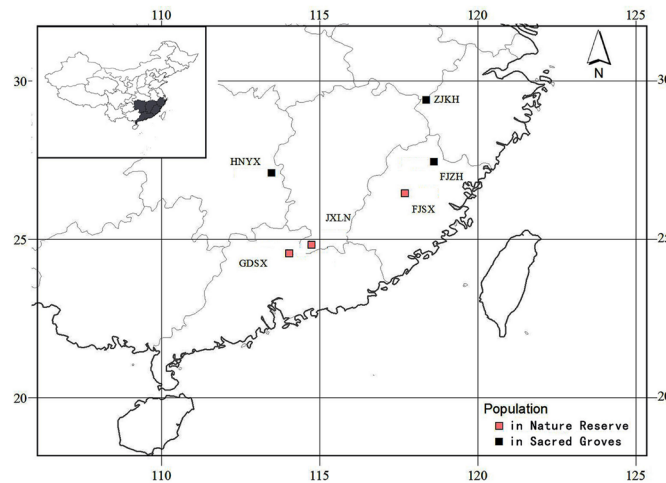 110 115 120 125
30 30
N
ZJKH
HNYX
FJZH
JXLN
FJSX
25 25
GDSX
20 20
Population
in Nature Reserve
in Sacred Groves
110 115 120 125